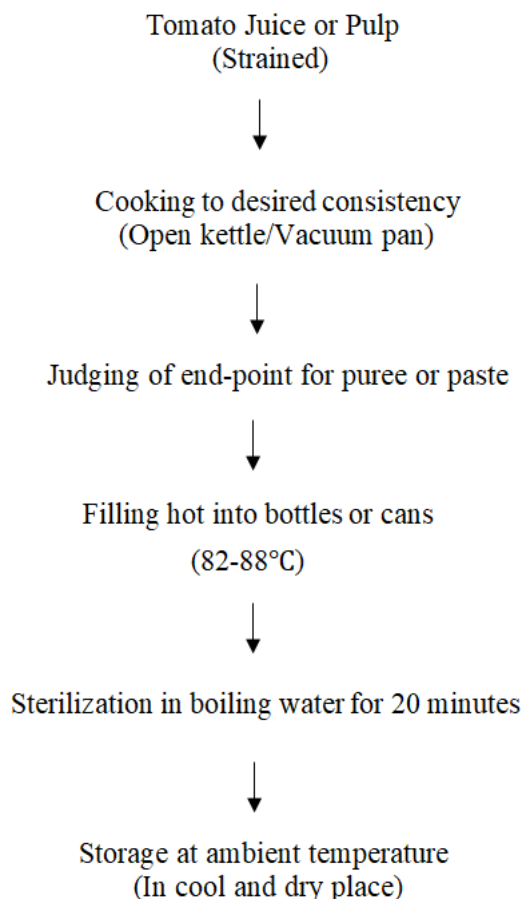 Tomato Juice or Pulp
(Strained)
Cooking to desired consistency
(Open kettle/Vacuum pan)
Judging of end-point for puree or paste
Filling hot into bottles or cans
(82-88°C)
Sterilization in boiling water for 20 minutes
Storage at ambient temperature
(In cool and dry place)